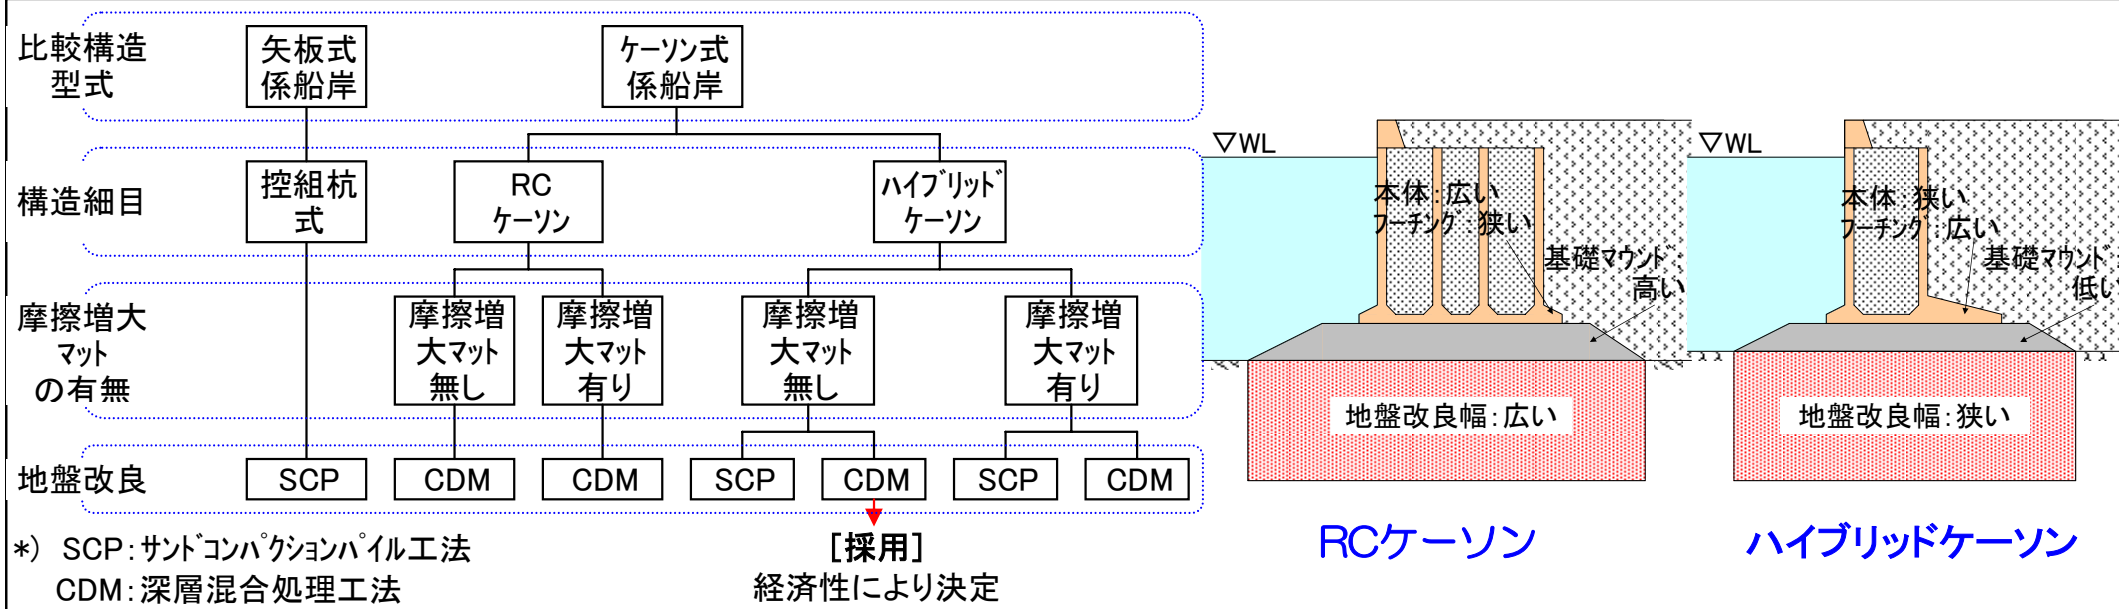 比較構造
型式
矢板式
係船岸
ケーソン式
係船岸
構造細目
控組杭
式
RC
ケーソン
ハイブリッド
ケーソン
摩擦増大
マット
の有無
摩擦増
大マット
無し
摩擦増
大マット
有り
摩擦増
大マット
無し
摩擦増
大マット
有り
地盤改良
SCP
CDM
CDM
SCP
CDM
SCP
CDM
*) SCP:サンドコンパクションパイル工法
CDM:深層混合処理工法
[採用]
経済性により決定
▽WL
本体:広い
フーチング:狭い
基礎マウンド:
高い
地盤改良幅:広い
RCケーソン
▽WL
本体:狭い
フーチング:広い
基礎マウンド:
低い
地盤改良幅:狭い
ハイブリッドケーソン